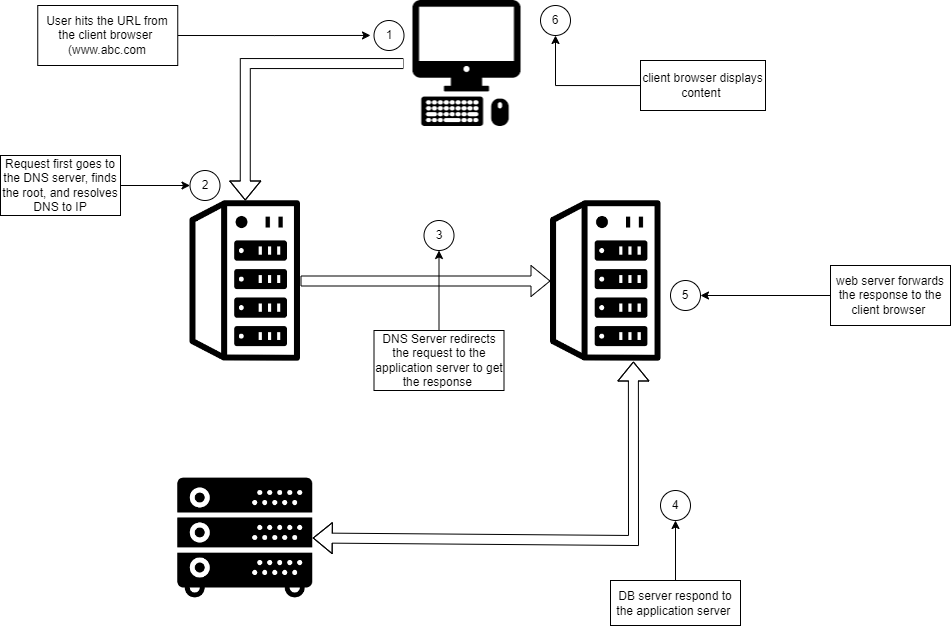 User hits the URL from
the client browser
(www.abc.com
1
6
client browser displays
content
Request first goes to
the DNS server, finds
the root, and resolves
DNS to IP
2
3
DNS Server redirects
the request to the
application server to get
the response
5
web server forwards
the response to the
client browser
4
DB server respond to
the application server